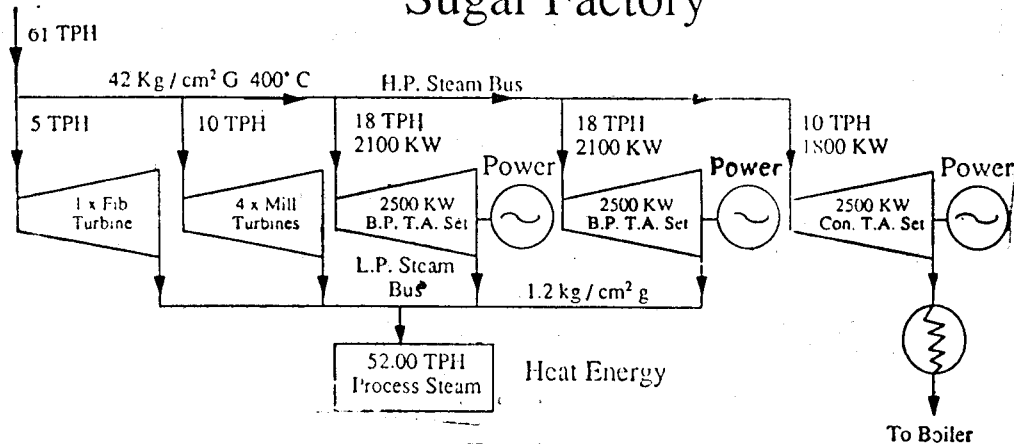 Sugar Factory
61 TPH
42 Kg / cm² G 400° C
H.P. Steam Bus
5 TPH
10 TPH
18 TPH
2100 KW
18 TPH
2100 KW
10 TPH
1800 KW
Power
Power
Power
1 x Fib
Turbine
4 x Mill
Turbines
2500 KW
B.P. T.A. Set
2500 KW
B.P. T.A. Set
2500 KW
Con. T.A. Set
L.P. Steam
Bus
1.2 kg / cm² g
52.00 TPH
Process Steam
Heat Energy
To Boiler